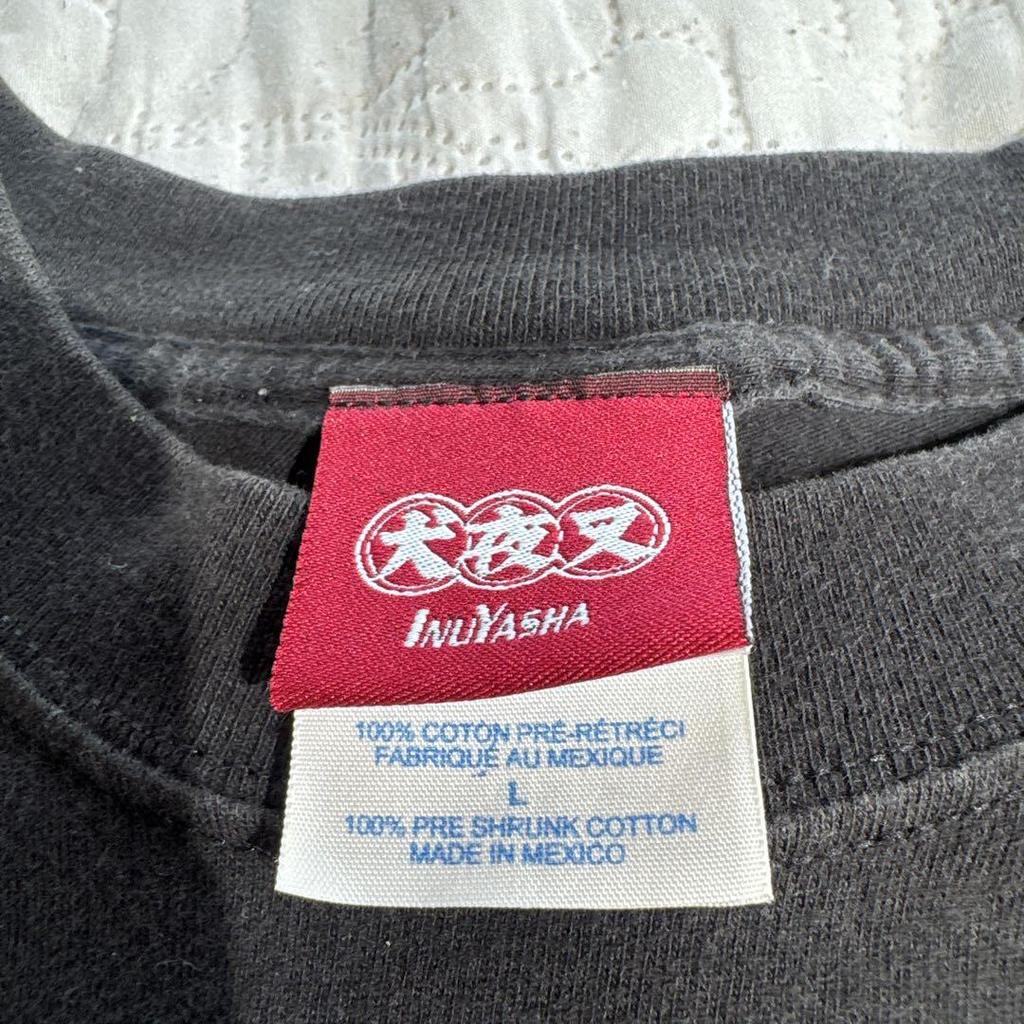 犬夜叉
INUYASHA
100% COTON PRÉ-RÉTRÉCI
FABRIQUÉ AU MEXIQUE
L
100% PRE SHRUNK COTTON
MADE IN MEXICO